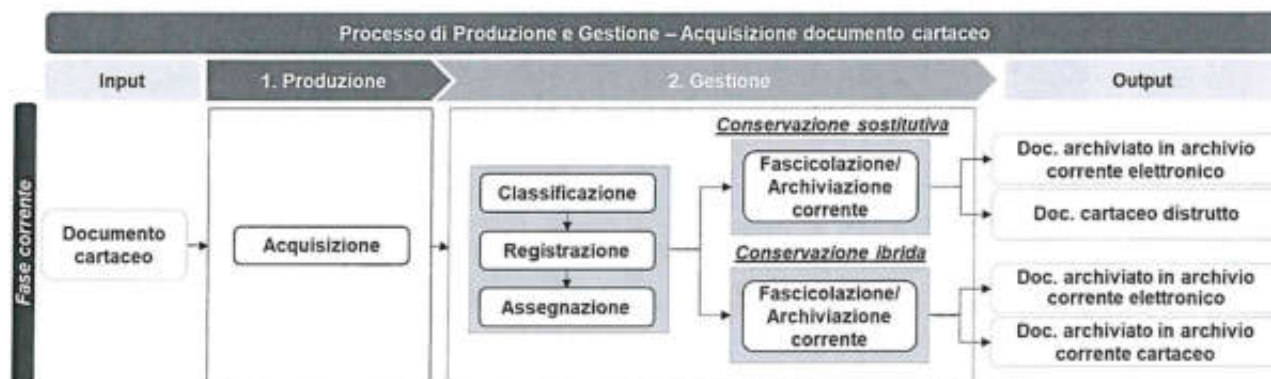 Processo di Produzione e Gestione – Acquisizione documento cartaceo
Input
1. Produzione
2. Gestione
Output
Fase corrente
Documento
cartaceo
Acquisizione
Classificazione
Registrazione
Assegnazione
Conservazione sostitutiva
Fascicolazione/
Archiviazione
corrente
Conservazione ibrida
Fascicolazione/
Archiviazione
corrente
Doc. archiviato in archivio
corrente elettronico
Doc. cartaceo distrutto
Doc. archiviato in archivio
corrente elettronico
Doc. archiviato in archivio
corrente cartaceo